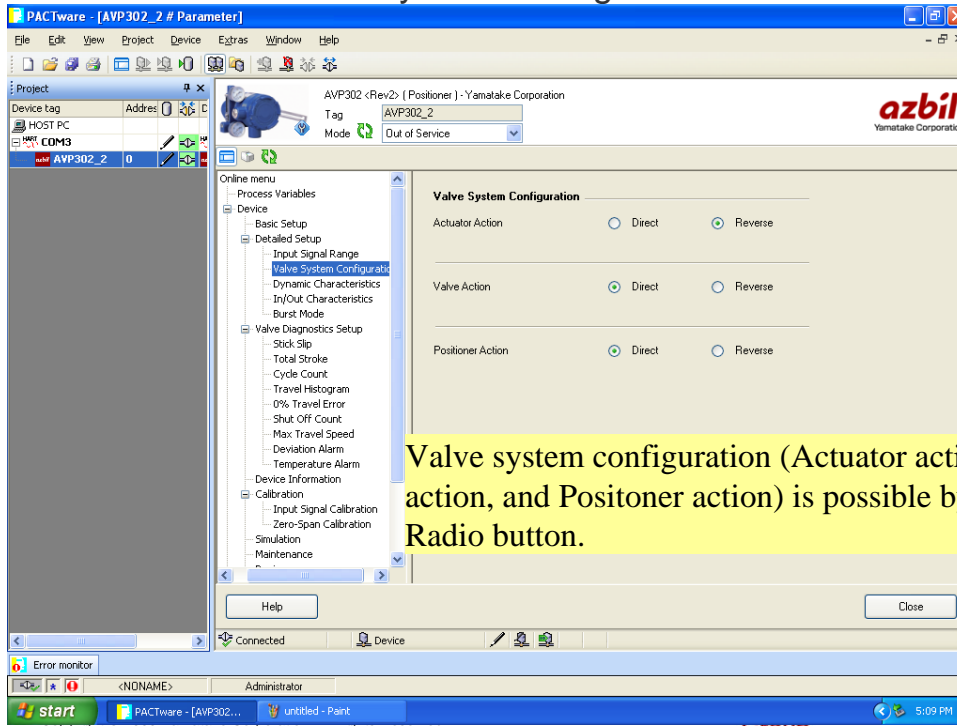 PACTware - [AVP302_2 # Parameter]
File Edit View Project Device Extras Window Help
Project
Device tag Addres
HOST PC
COM3
AVP302_2 0
AVP302 <Rev2> ( Positioner ) - Yamatake Corporation
Tag AVP302_2
Mode Out of Service
azbil
Yamatake Corporatio
Online menu
Process Variables
Device
Basic Setup
Detailed Setup
Input Signal Range
Valve System Configuratio
Dynamic Characteristics
In/Out Characteristics
Burst Mode
Valve Diagnostics Setup
Stick Slip
Total Stroke
Cycle Count
Travel Histogram
0% Travel Error
Shut Off Count
Max Travel Speed
Deviation Alarm
Temperature Alarm
Device Information
Calibration
Input Signal Calibration
Zero-Span Calibration
Simulation
Maintenance
Valve System Configuration
Actuator Action Direct Reverse
Valve Action Direct Reverse
Positioner Action Direct Reverse
Valve system configuration (Actuator acti
action, and Positoner action) is possible b
Radio button.
Help Close
Connected Device
Error monitor
<NONAME> Administrator
start PACTware - [AVP302... untitled - Paint 5:09 PM